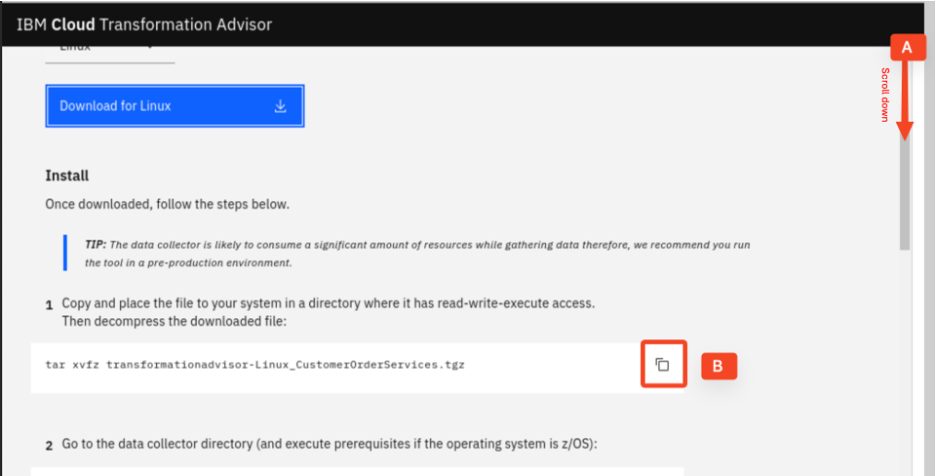 IBM Cloud Transformation Advisor
A
Linux
Scroll down
Download for Linux
Install
Once downloaded, follow the steps below.
TIP: The data collector is likely to consume a significant amount of resources while gathering data therefore, we recommend you run
the tool in a pre-production environment.
1 Copy and place the file to your system in a directory where it has read-write-execute access.
Then decompress the downloaded file:
tar xvfz transformationadvisor-Linux_CustomerOrderServices.tgz
B
2 Go to the data collector directory (and execute prerequisites if the operating system is z/OS):